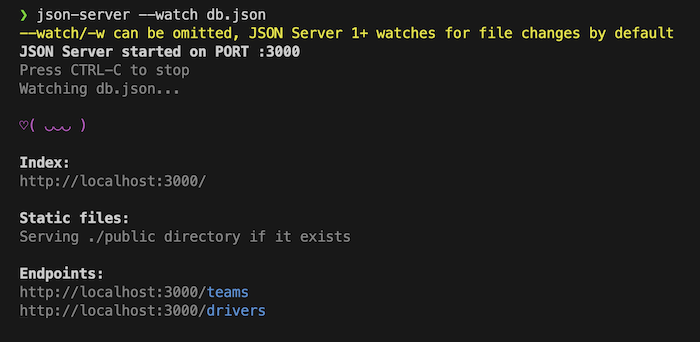 ❯ json-server --watch db.json
--watch/-w can be omitted, JSON Server 1+ watches for file changes by default
JSON Server started on PORT :3000
Press CTRL-C to stop
Watching db.json...
♡( ◡◡◡ )
Index:
http://localhost:3000/
Static files:
Serving ./public directory if it exists
Endpoints:
http://localhost:3000/teams
http://localhost:3000/drivers